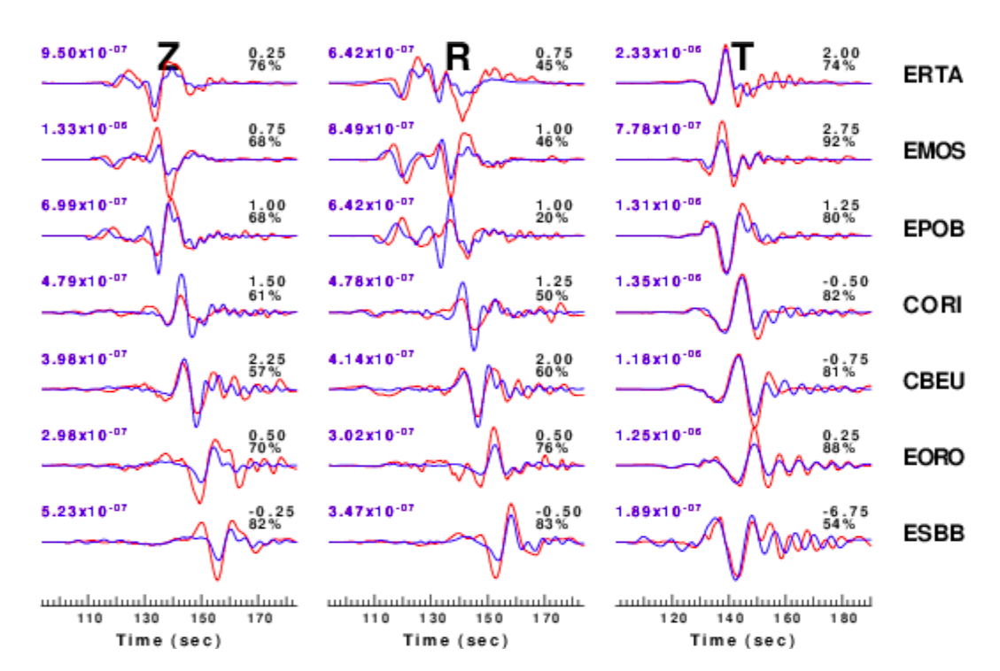 Z R T
9.50x10⁻⁰⁷ 0.25 6.42x10⁻⁰⁷ 0.75 2.33x10⁻⁰⁶ 2.00
76% 45% 74%
ERTA
1.33x10⁻⁰⁶ 0.75 8.49x10⁻⁰⁷ 1.00 7.78x10⁻⁰⁷ 2.75
68% 46% 92%
EMOS
6.99x10⁻⁰⁷ 1.00 6.42x10⁻⁰⁷ 1.00 1.31x10⁻⁰⁶ 1.25
68% 20% 80%
EPOB
4.79x10⁻⁰⁷ 1.50 4.78x10⁻⁰⁷ 1.25 1.35x10⁻⁰⁶ -0.50
61% 50% 82%
CORI
3.98x10⁻⁰⁷ 2.25 4.14x10⁻⁰⁷ 2.00 1.18x10⁻⁰⁶ -0.75
57% 60% 81%
CBEU
2.98x10⁻⁰⁷ 0.50 3.02x10⁻⁰⁷ 0.50 1.25x10⁻⁰⁶ 0.25
70% 76% 88%
EORO
5.23x10⁻⁰⁷ -0.25 3.47x10⁻⁰⁷ -0.50 1.89x10⁻⁰⁷ -6.75
82% 83% 54%
ESBB
110 130 150 170 110 130 150 170 120 140 160 180
Time (sec) Time (sec) Time (sec)